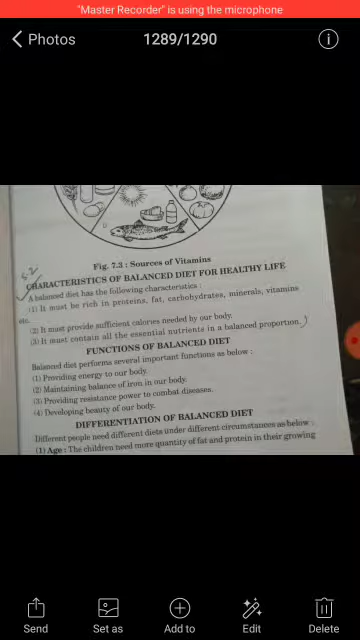 "Master Recorder" is using the microphone
Photos
1289/1290
Fig. 7.3 : Sources of Vitamins
5.2
CHARACTERISTICS OF BALANCED DIET FOR HEALTHY LIFE
A balanced diet has the following characteristics :
(1) It must be rich in proteins, fat, carbohydrates, minerals, vitamins
etc.
(2) It must provide sufficient calories needed by our body.
(3) It must contain all the essential nutrients in a balanced proportion.
FUNCTIONS OF BALANCED DIET
Balanced diet performs several important functions as below :
(1) Providing energy to our body.
(2) Maintaining balance of iron in our body.
(3) Providing resistance power to combat diseases.
(4) Developing beauty of our body.
DIFFERENTIATION OF BALANCED DIET
Different people need different diets under different circumstances as below :
(1) Age : The children need more quantity of fat and protein in their growing
Send
Set as
Add to
Edit
Delete